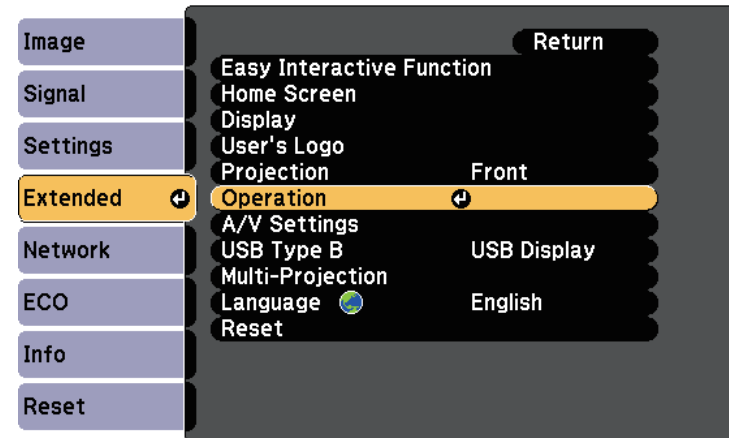 Image
Signal
Settings
Extended
Network
ECO
Info
Reset
Return
Easy Interactive Function
Home Screen
Display
User's Logo
Projection Front
Operation
A/V Settings
USB Type B USB Display
Multi-Projection
Language English
Reset